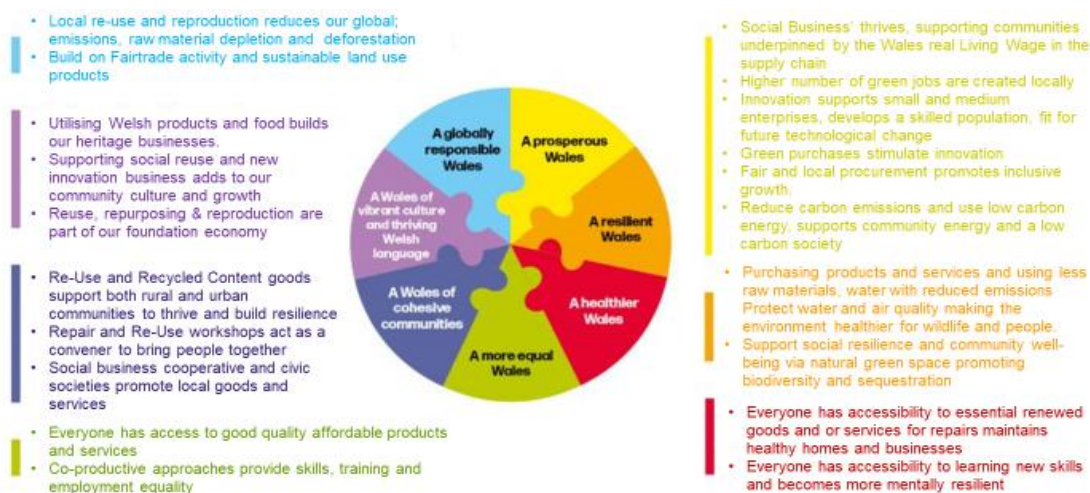 • Local re-use and reproduction reduces our global;
emissions, raw material depletion and deforestation
• Build on Fairtrade activity and sustainable land use
products
• Utilising Welsh products and food builds
our heritage businesses.
• Supporting social reuse and new
innovation business adds to our
community culture and growth
• Reuse, repurposing & reproduction are
part of our foundation economy
• Re-Use and Recycled Content goods
support both rural and urban
communities to thrive and build resilience
• Repair and Re-Use workshops act as a
convener to bring people together
• Social business cooperative and civic
societies promote local goods and
services
• Everyone has access to good quality affordable products
and services
• Co-productive approaches provide skills, training and
employment equality
A globally
responsible
Wales
A prosperous
Wales
A Wales of
vibrant culture
and thriving
Welsh
language
A resilient
Wales
A Wales of
cohesive
communities
A healthier
Wales
A more equal
Wales
• Social Business' thrives, supporting communities
underpinned by the Wales real Living Wage in the
supply chain
• Higher number of green jobs are created locally
• Innovation supports small and medium
enterprises, develops a skilled population, fit for
future technological change
• Green purchases stimulate innovation
• Fair and local procurement promotes inclusive
growth.
• Reduce carbon emissions and use low carbon
energy, supports community energy and a low
carbon society
• Purchasing products and services and using less
raw materials, water with reduced emissions
Protect water and air quality making the
environment healthier for wildlife and people.
• Support social resilience and community well-
being via natural green space promoting
biodiversity and sequestration
• Everyone has accessibility to essential renewed
goods and or services for repairs maintains
healthy homes and businesses
• Everyone has accessibility to learning new skills
and becomes more mentally resilient